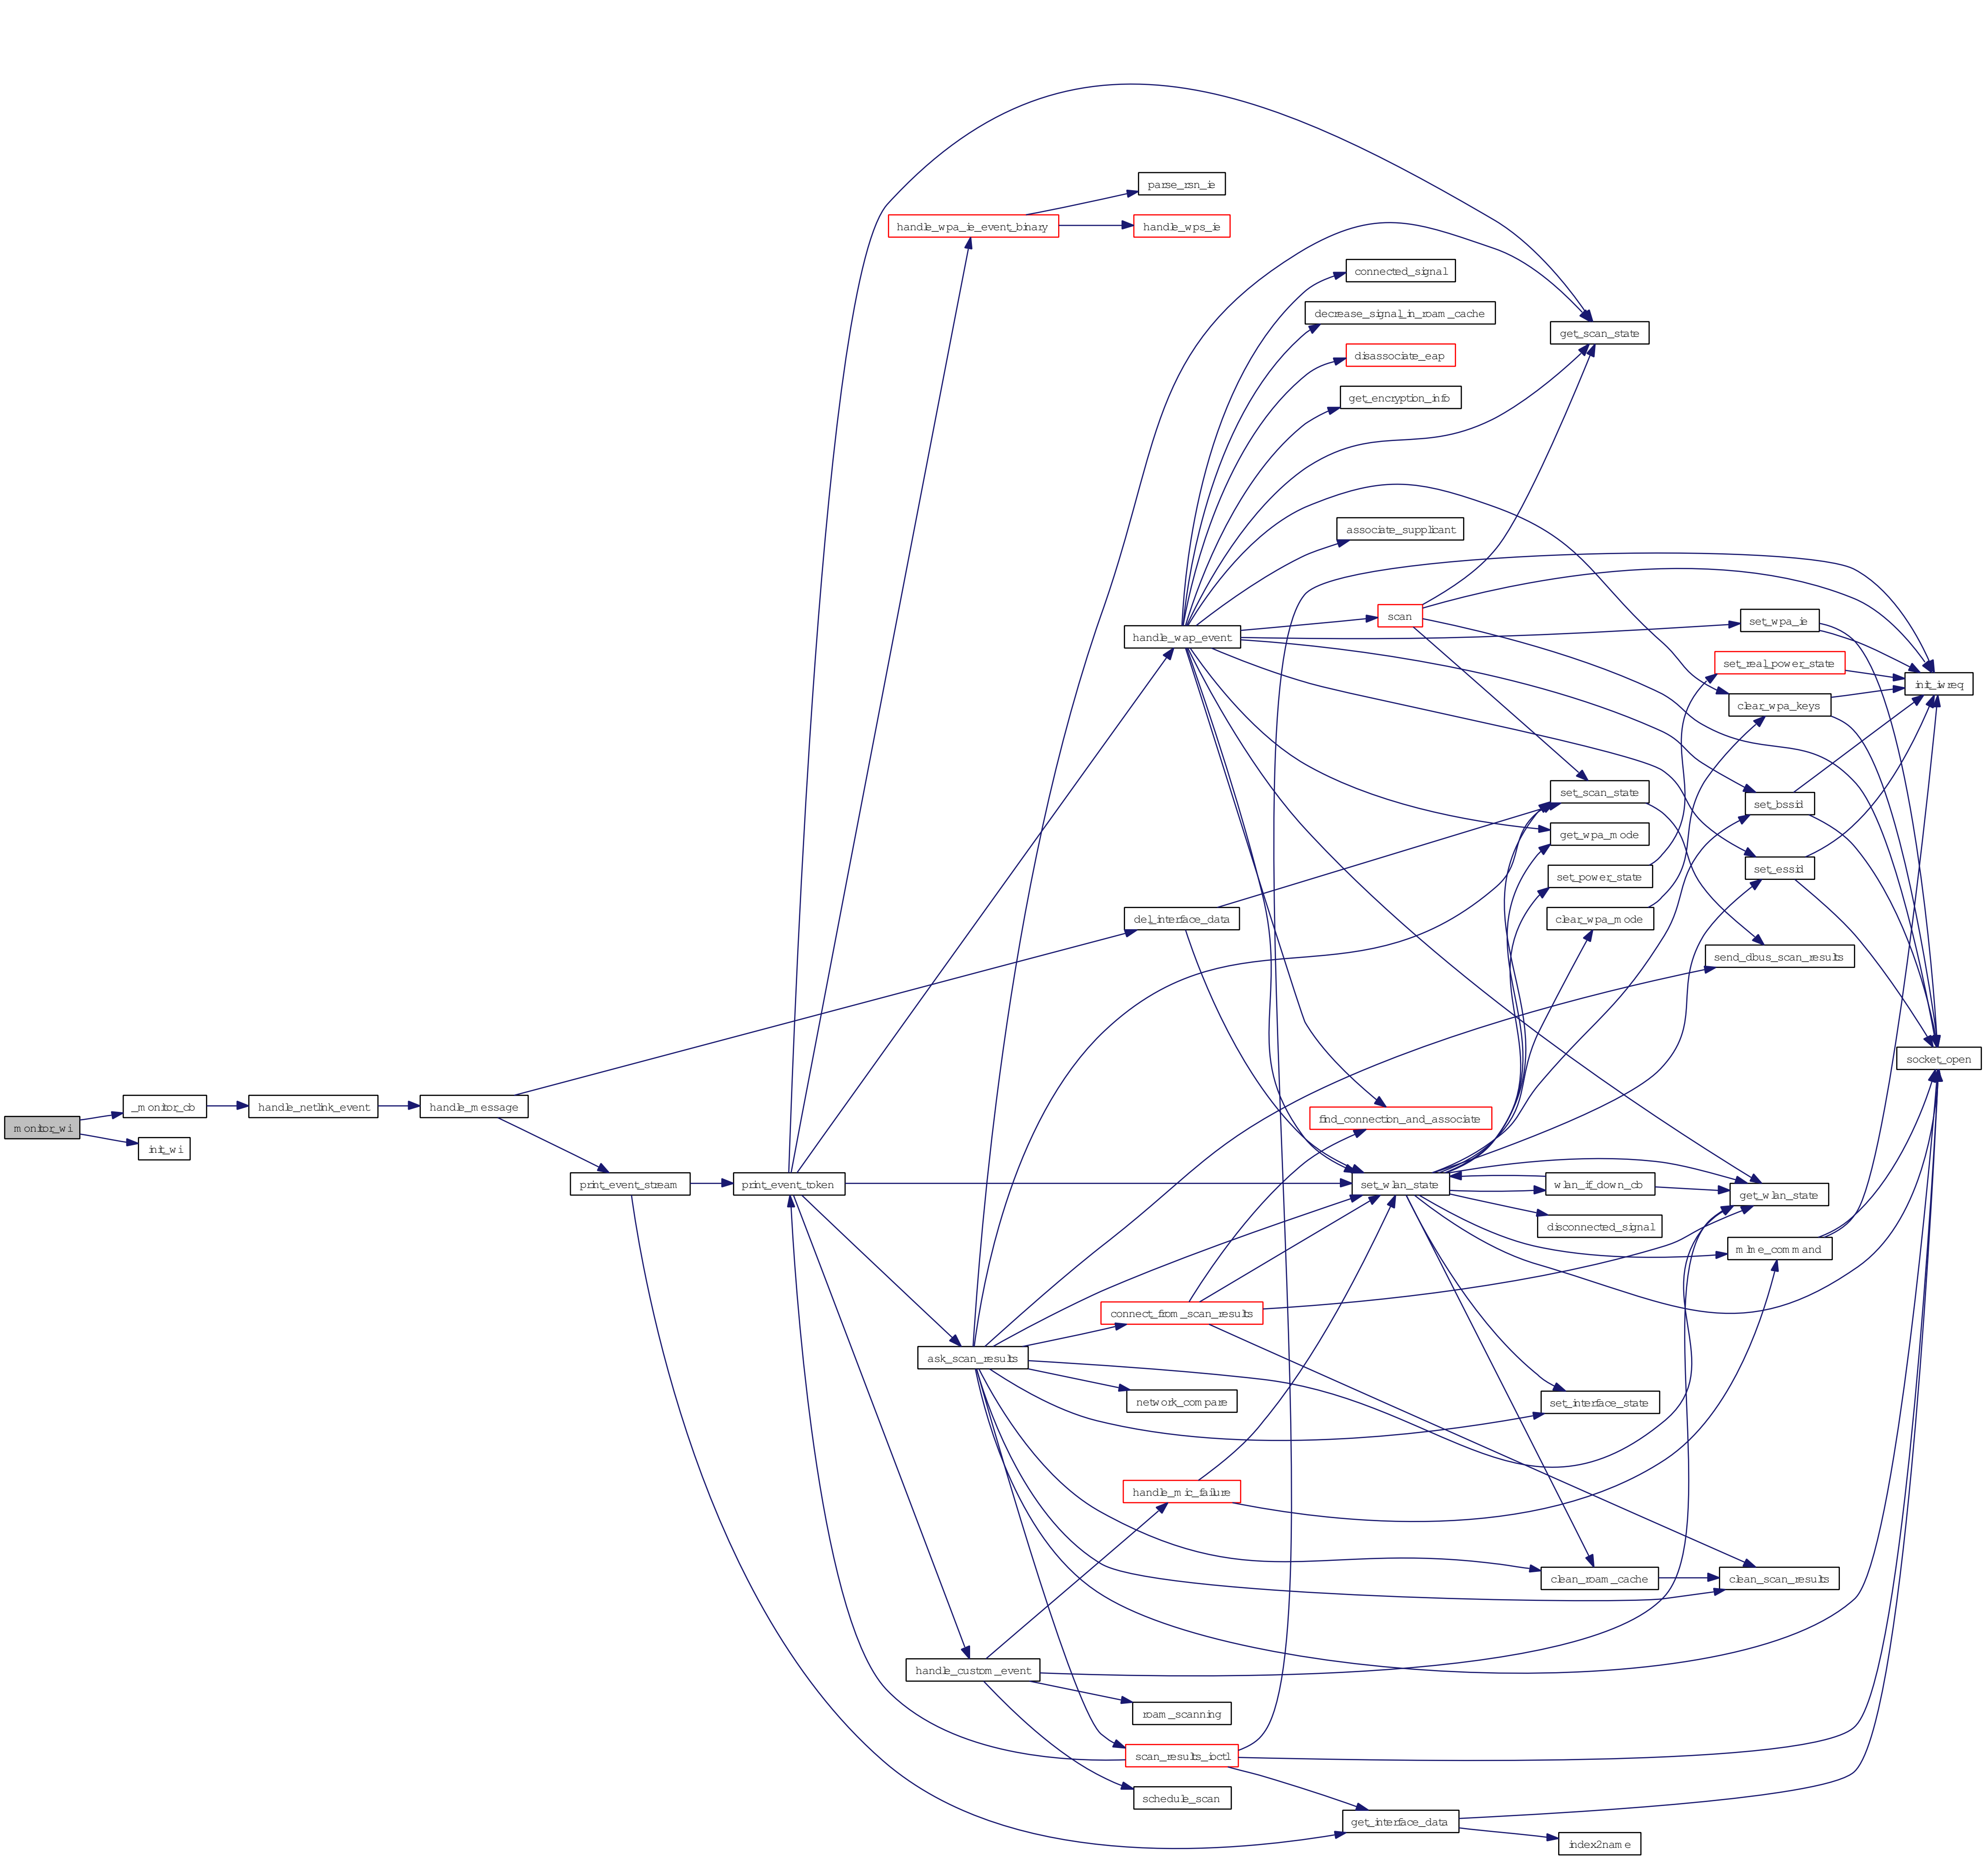 parse_rsn_ie
handle_wpa_ie_event_binary
handle_wps_ie
connected_signal
decrease_signal_in_roam_cache
get_scan_state
disassociate_eap
get_encryption_info
associate_supplicant
scan
set_wpa_ie
handle_wap_event
set_real_power_state
init_iwreq
clear_wpa_keys
set_scan_state
set_bssid
get_wpa_mode
set_essid
set_power_state
del_interface_data
clear_wpa_mode
send_dbus_scan_results
socket_open
_monitor_cb
handle_netlink_event
handle_message
find_connection_and_associate
monitor_wi
init_wi
print_event_stream
print_event_token
set_wlan_state
wlan_if_down_cb
get_wlan_state
disconnected_signal
mlme_command
connect_from_scan_results
ask_scan_results
network_compare
set_interface_state
handle_mic_failure
clean_roam_cache
clean_scan_results
handle_custom_event
roam_scanning
scan_results_ioctl
schedule_scan
get_interface_data
index2name